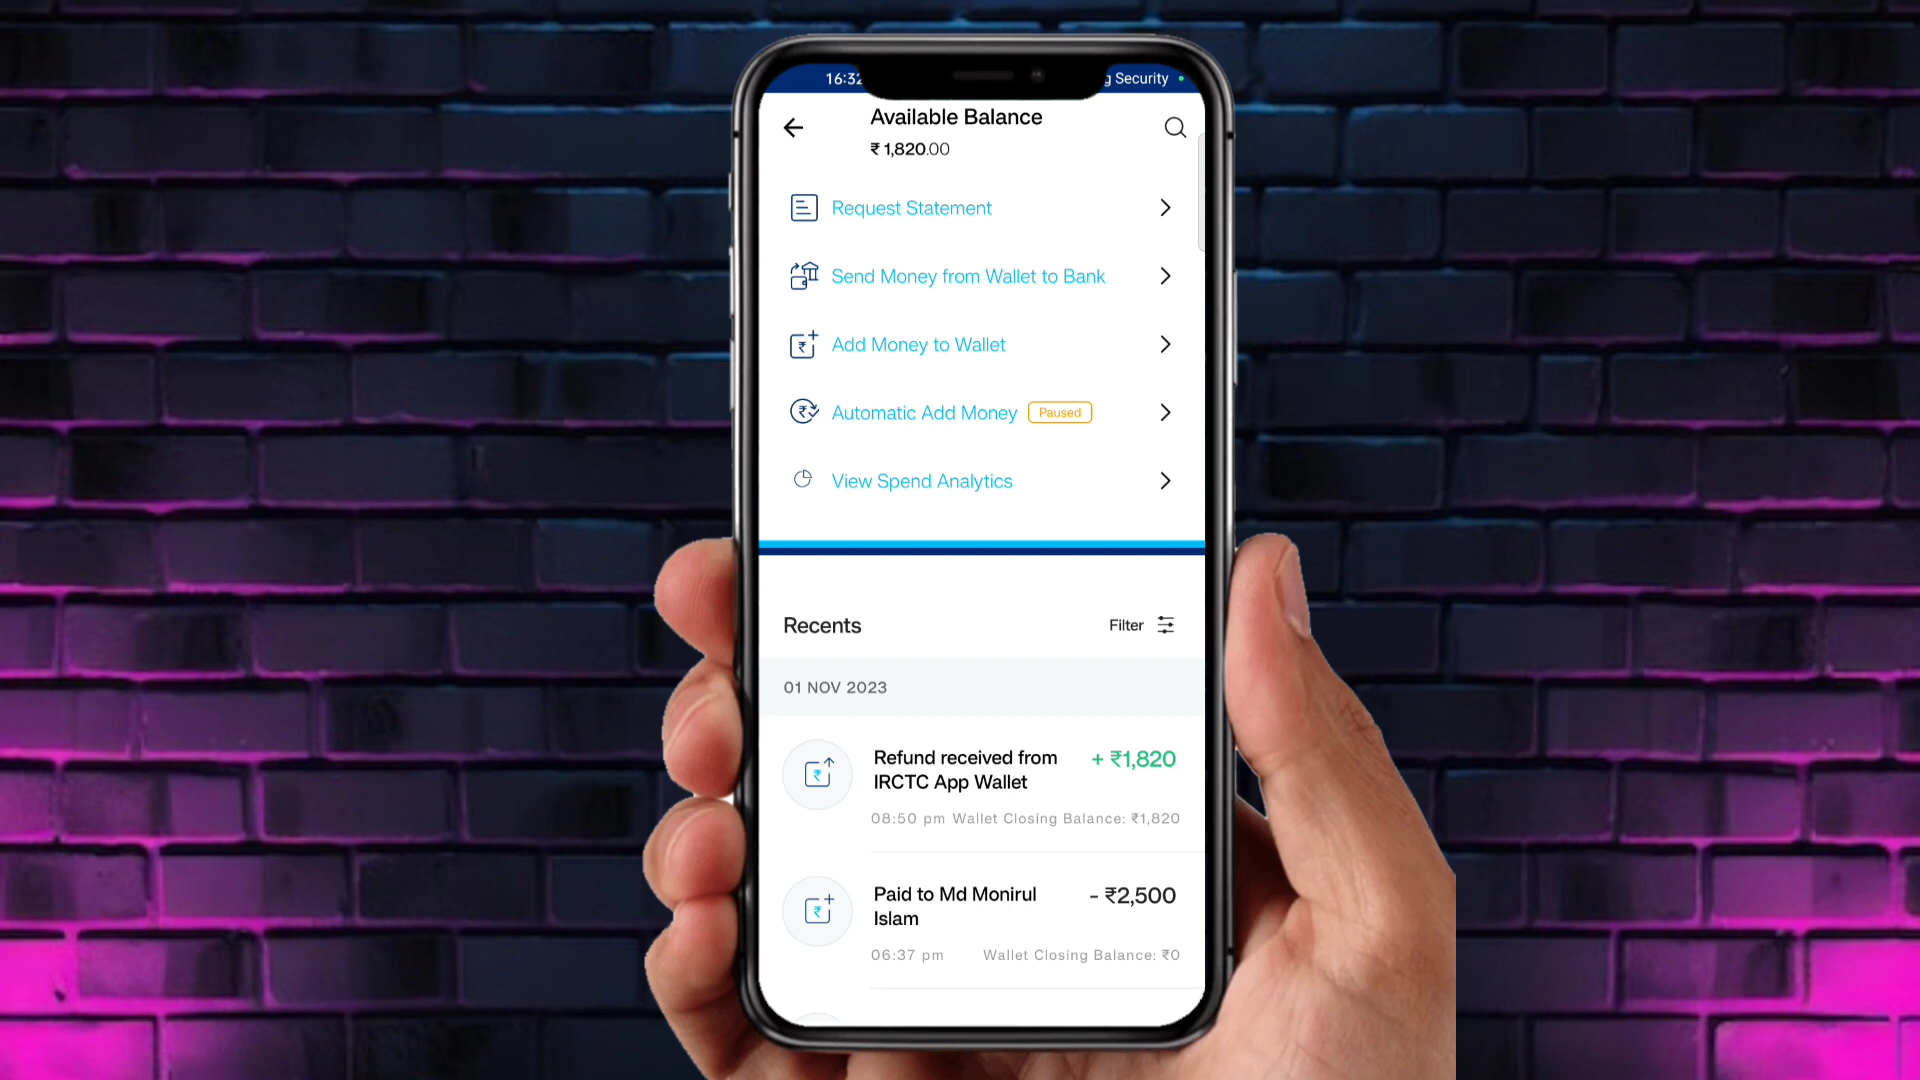 16:32
g Security
Available Balance
₹ 1,820.00
Request Statement
Send Money from Wallet to Bank
Add Money to Wallet
Automatic Add Money Paused
View Spend Analytics
Recents
Filter
01 NOV 2023
Refund received from + ₹1,820
IRCTC App Wallet
08:50 pm Wallet Closing Balance: ₹1,820
Paid to Md Monirul - ₹2,500
Islam
06:37 pm Wallet Closing Balance: ₹0